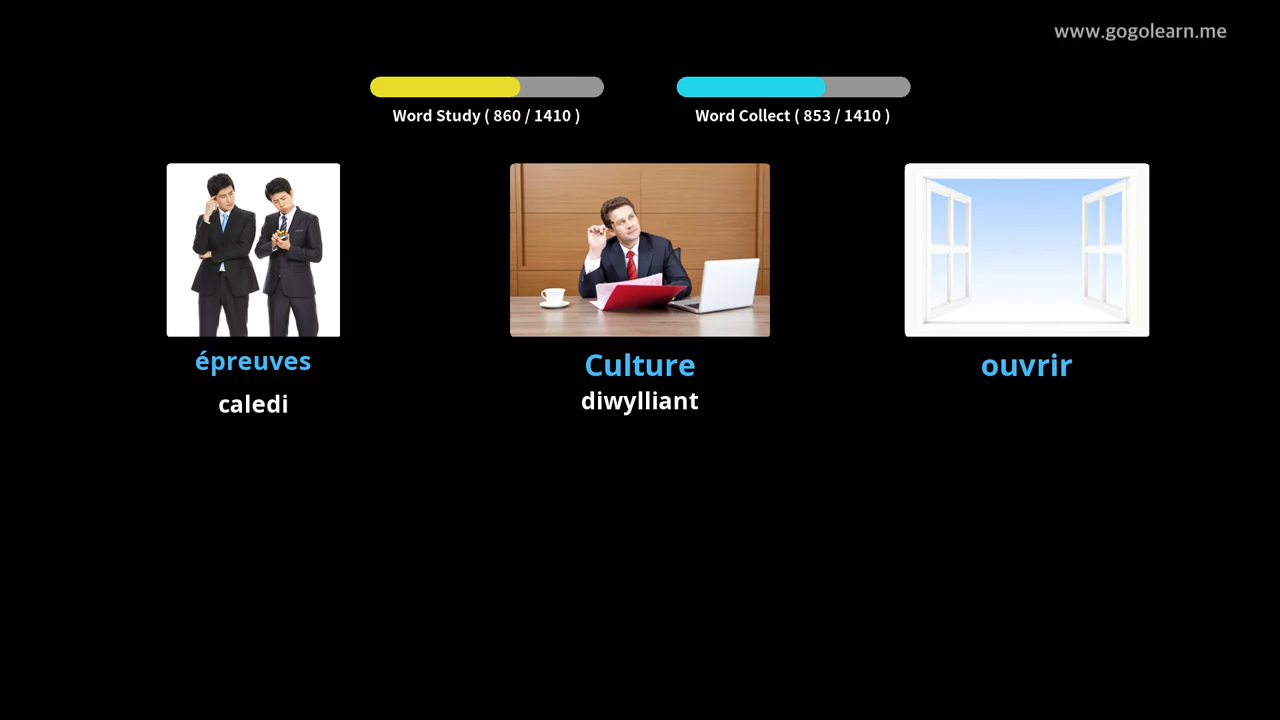 www.gogolearn.me
Word Study ( 860 / 1410 )
Word Collect ( 853 / 1410 )
épreuves
caledi
Culture
diwylliant
ouvrir